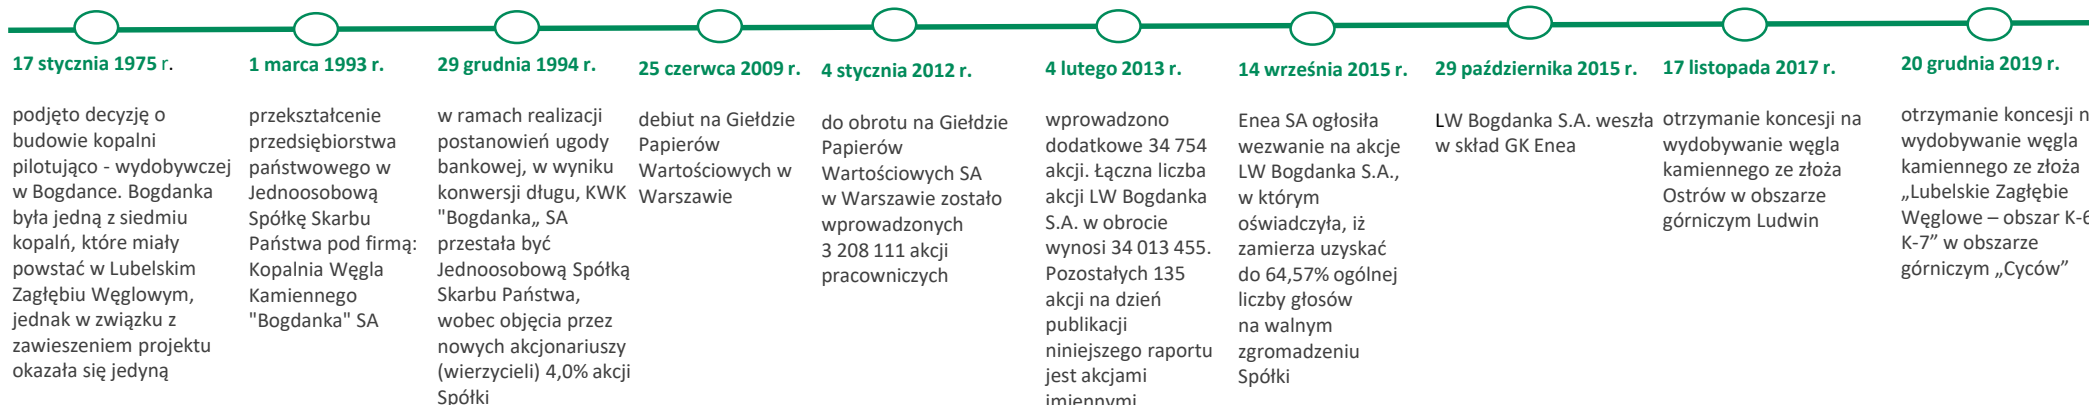 17 stycznia 1975 r.
podjęto decyzję o
budowie kopalni
pilotująco - wydobywczej
w Bogdance. Bogdanka
była jedną z siedmiu
kopalń, które miały
powstać w Lubelskim
Zagłębiu Węglowym,
jednak w związku z
zawieszeniem projektu
okazała się jedyną
1 marca 1993 r.
przekształcenie
przedsiębiorstwa
państwowego w
Jednoosobową
Spółkę Skarbu
Państwa pod firmą:
Kopalnia Węgla
Kamiennego
"Bogdanka" SA
29 grudnia 1994 r.
w ramach realizacji
postanowień ugody
bankowej, w wyniku
konwersji długu, KWK
"Bogdanka„ SA
przestała być
Jednoosobową Spółką
Skarbu Państwa,
wobec objęcia przez
nowych akcjonariuszy
(wierzycieli) 4,0% akcji
Spółki
25 czerwca 2009 r.
debiut na Giełdzie
Papierów
Wartościowych w
Warszawie
4 stycznia 2012 r.
do obrotu na Giełdzie
Papierów
Wartościowych SA
w Warszawie zostało
wprowadzonych
3 208 111 akcji
pracowniczych
4 lutego 2013 r.
wprowadzono
dodatkowe 34 754
akcji. Łączna liczba
akcji LW Bogdanka
S.A. w obrocie
wynosi 34 013 455.
Pozostałych 135
akcji na dzień
publikacji
niniejszego raportu
jest akcjami
imiennymi
14 września 2015 r.
Enea SA ogłosiła
wezwanie na akcje
LW Bogdanka S.A.,
w którym
oświadczyła, iż
zamierza uzyskać
do 64,57% ogólnej
liczby głosów
na walnym
zgromadzeniu
Spółki
29 października 2015 r.
LW Bogdanka S.A. weszła
w skład GK Enea
17 listopada 2017 r.
otrzymanie koncesji na
wydobywanie węgla
kamiennego ze złoża
Ostrów w obszarze
górniczym Ludwin
20 grudnia 2019 r.
otrzymanie koncesji
wydobywanie węgla
kamiennego ze złoża
„Lubelskie Zagłębie
Węglowe – obszar
K-7” w obszarze
górniczym „Cyców”